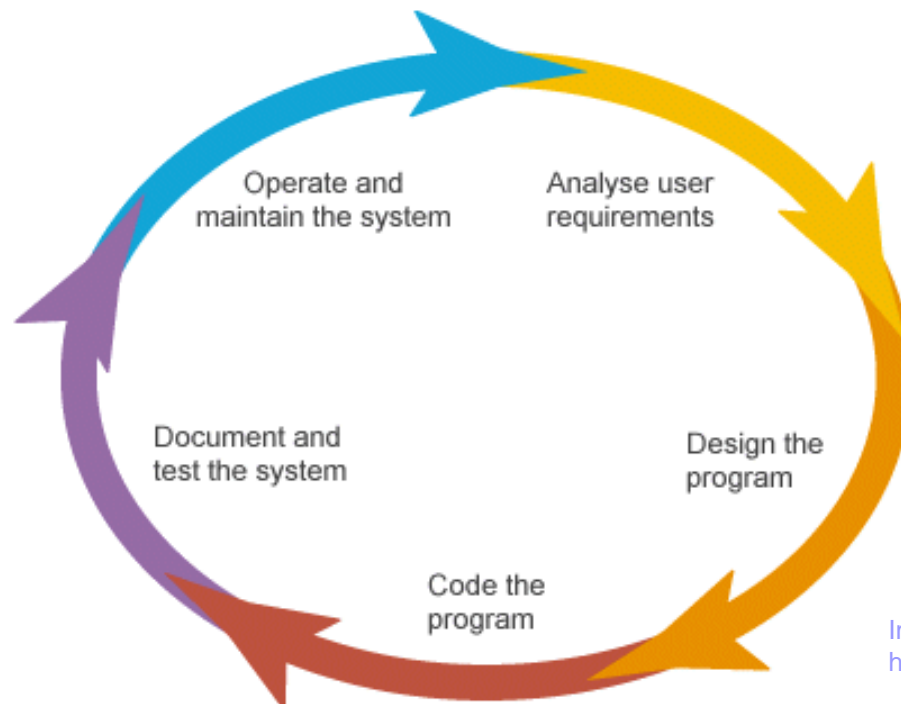 Operate and
maintain the system
Analyse user
requirements
Design the
program
Code the
program
Document and
test the system